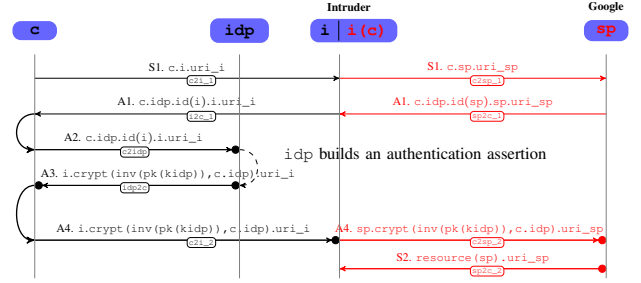 Intruder Google
c idp i i(c) sp
S1. c.i.uri_i S1. c.sp.uri_sp
c2i_1 c2sp_1
A1. c.idp.id(i).i.uri_i A1. c.idp.id(sp).sp.uri_sp
i2c_1 sp2c_1
A2. c.idp.id(i).i.uri_i
c2idp
idp builds an authentication assertion
A3. i.crypt(inv(pk(kidp)),c.idp).uri_i
idp2c
A4. i.crypt(inv(pk(kidp)),c.idp).uri_i A4. sp.crypt(inv(pk(kidp)),c.idp).uri_sp
c2i_2 c2sp_2
S2. resource(sp).uri_sp
sp2c_2